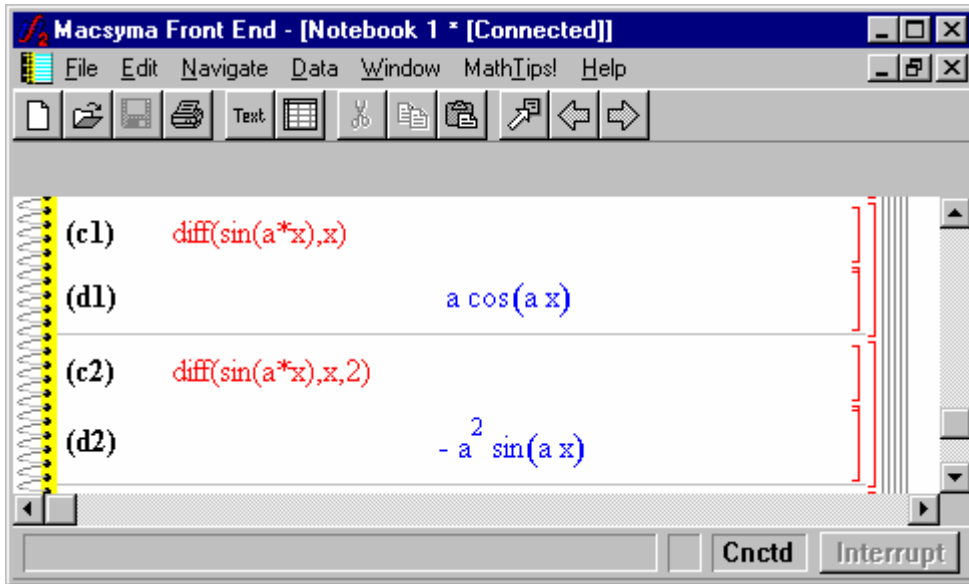 Macsyma Front End - [Notebook 1 * [Connected]]
File Edit Navigate Data Window MathTips! Help
Text
(c1) diff(sin(a*x),x)
(d1) a cos(a x)
(c2) diff(sin(a*x),x,2)
(d2) - a² sin(a x)
Cnctd Interrupt